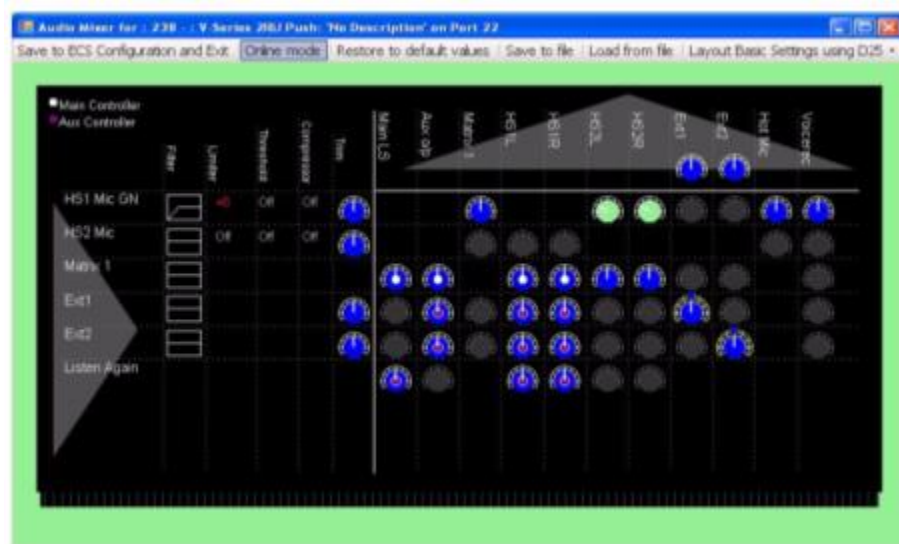 Audio Mixer for : 238 - : V-Series 2RU Push: 'No Description' on Port 22
Save to ECS Configuration and Exit Online mode Restore to default values Save to file Load from file Layout Basic Settings using D25
Main Controller
Aux Controller
Filter Limiter Threshold Compressor Trim Main LS Aux o/p Matrix 1 HS1L HS1R HS2L HS2R Ext1 Ext2 Hot Mic
HS1 Mic GN Off Off
HS2 Mic Off Off Off
Matrix 1
Ext1
Ext2
Listen Again